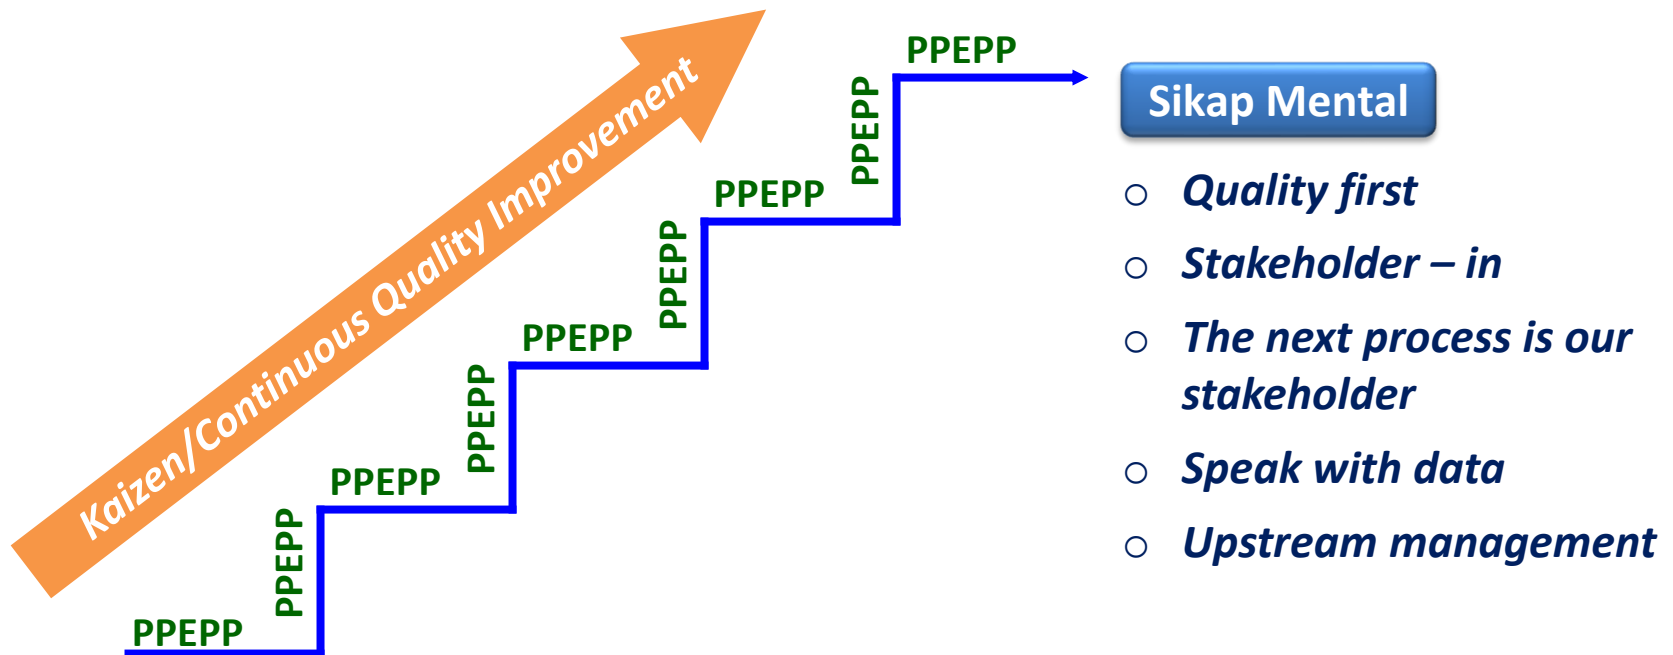 Kaizen/Continuous Quality Improvement
PPEPP
PPEPP
PPEPP
PPEPP
PPEPP
PPEPP
PPEPP
PPEPP
PPEPP
Sikap Mental
○ Quality first
○ Stakeholder – in
○ The next process is our
stakeholder
○ Speak with data
○ Upstream management